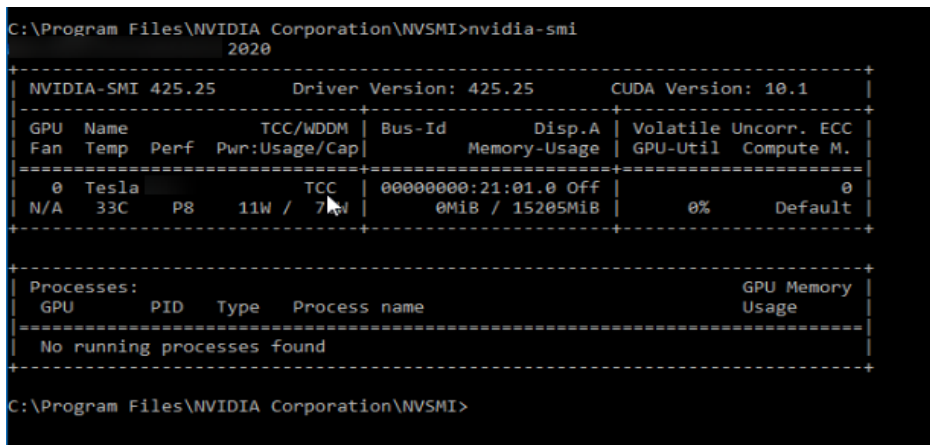 C:\Program Files\NVIDIA Corporation\NVSMI>nvidia-smi
2020
+-----------------------------------------------------------------------------+
| NVIDIA-SMI 425.25       Driver Version: 425.25       CUDA Version: 10.1     |
|-------------------------------+----------------------+----------------------+
| GPU  Name            TCC/WDDM | Bus-Id        Disp.A | Volatile Uncorr. ECC |
| Fan  Temp  Perf  Pwr:Usage/Cap|         Memory-Usage | GPU-Util  Compute M. |
|===============================+======================+======================|
|   0  Tesla               TCC  | 00000000:21:01.0 Off |                    0 |
| N/A   33C    P8    11W /      |      0MiB / 15205MiB |      0%      Default |
+-------------------------------+----------------------+----------------------+
+-----------------------------------------------------------------------------+
| Processes:                                                       GPU Memory |
|  GPU       PID   Type   Process name                             Usage      |
|=============================================================================|
|  No running processes found                                                 |
+-----------------------------------------------------------------------------+
C:\Program Files\NVIDIA Corporation\NVSMI>